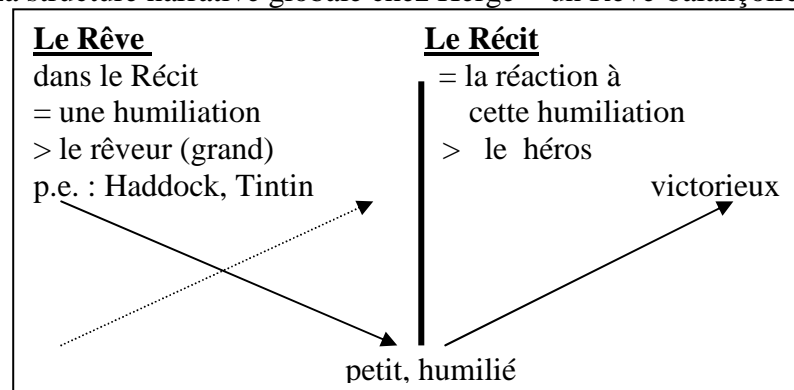 la structure narrative globale chez Hergé = un Rêve-balançoire
Le Rêve
dans le Récit
= une humiliation
> le rêveur (grand)
p.e. : Haddock, Tintin
Le Récit
= la réaction à
cette humiliation
> le héros
victorieux
petit, humilié